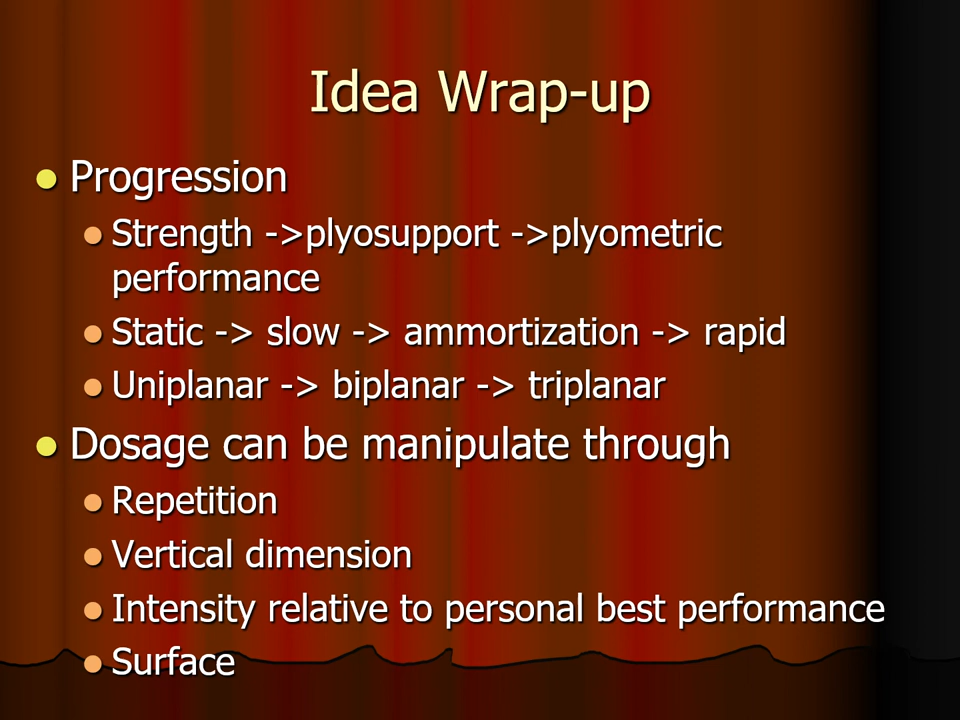 Idea Wrap-up
Progression
Strength ->plyosupport ->plyometric
performance
Static -> slow -> ammortization -> rapid
Uniplanar -> biplanar -> triplanar
Dosage can be manipulate through
Repetition
Vertical dimension
Intensity relative to personal best performance
Surface